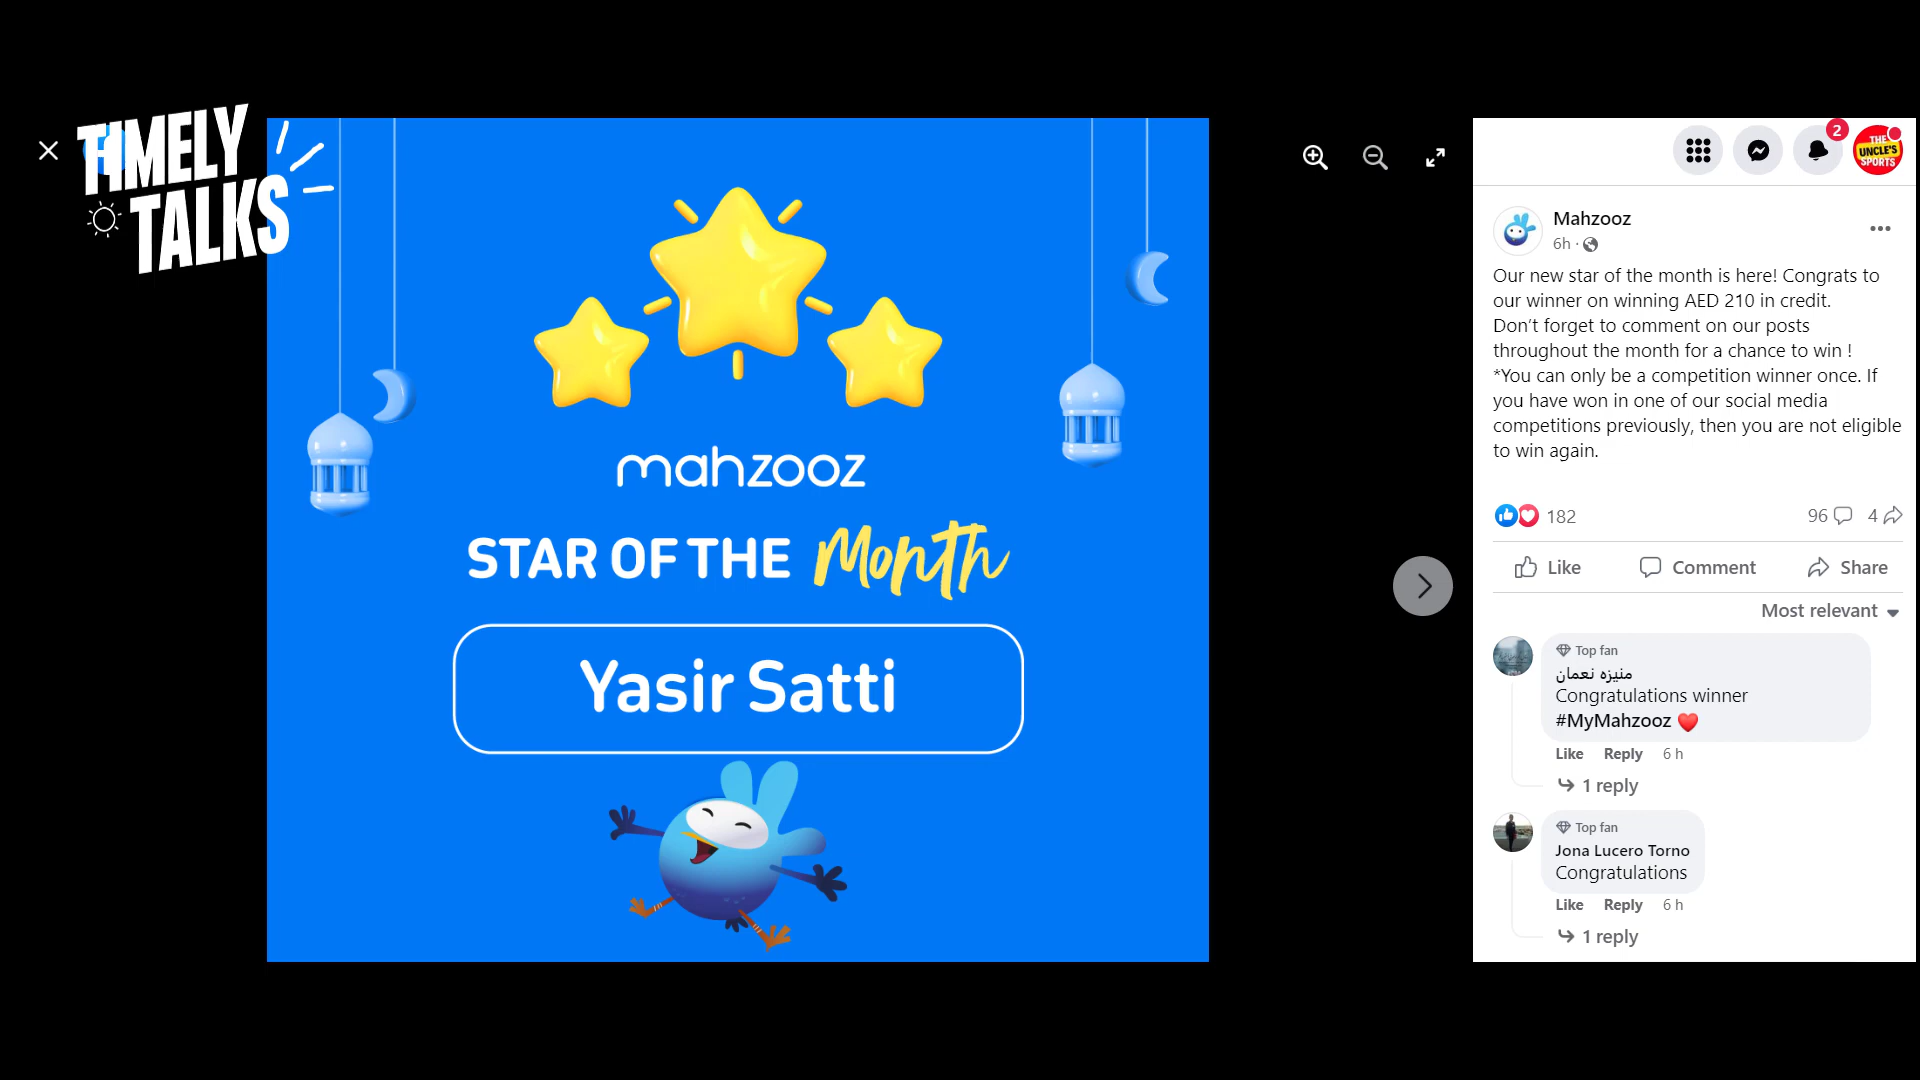 TIMELY
TALKS
mahzooz
STAR OF THE Month
Yasir Satti
2
THE
UNCLE'S
SPORTS
Mahzooz
6h ·
Our new star of the month is here! Congrats to
our winner on winning AED 210 in credit.
Don’t forget to comment on our posts
throughout the month for a chance to win !
*You can only be a competition winner once. If
you have won in one of our social media
competitions previously, then you are not eligible
to win again.
182
96
4
Like Comment Share
Most relevant
Top fan
منیزه نعمان
Congratulations winner
#MyMahzooz
Like Reply 6 h
1 reply
Top fan
Jona Lucero Torno
Congratulations
Like Reply 6 h
1 reply